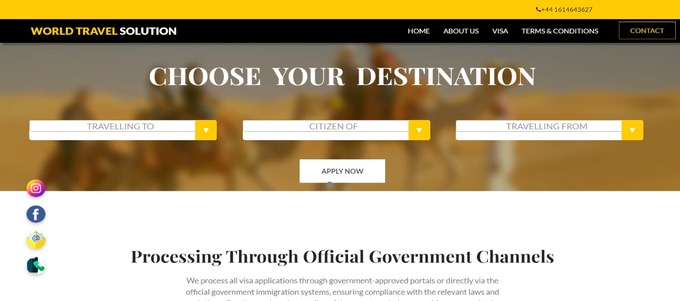 +44 1614643627
WORLD TRAVEL SOLUTION
HOME ABOUT US VISA TERMS & CONDITIONS CONTACT
CHOOSE YOUR DESTINATION
TRAVELLING TO CITIZEN OF TRAVELLING FROM
APPLY NOW
Processing Through Official Government Channels
We process all visa applications through government-approved portals or directly via the
official government immigration systems, ensuring compliance with the relevant laws and